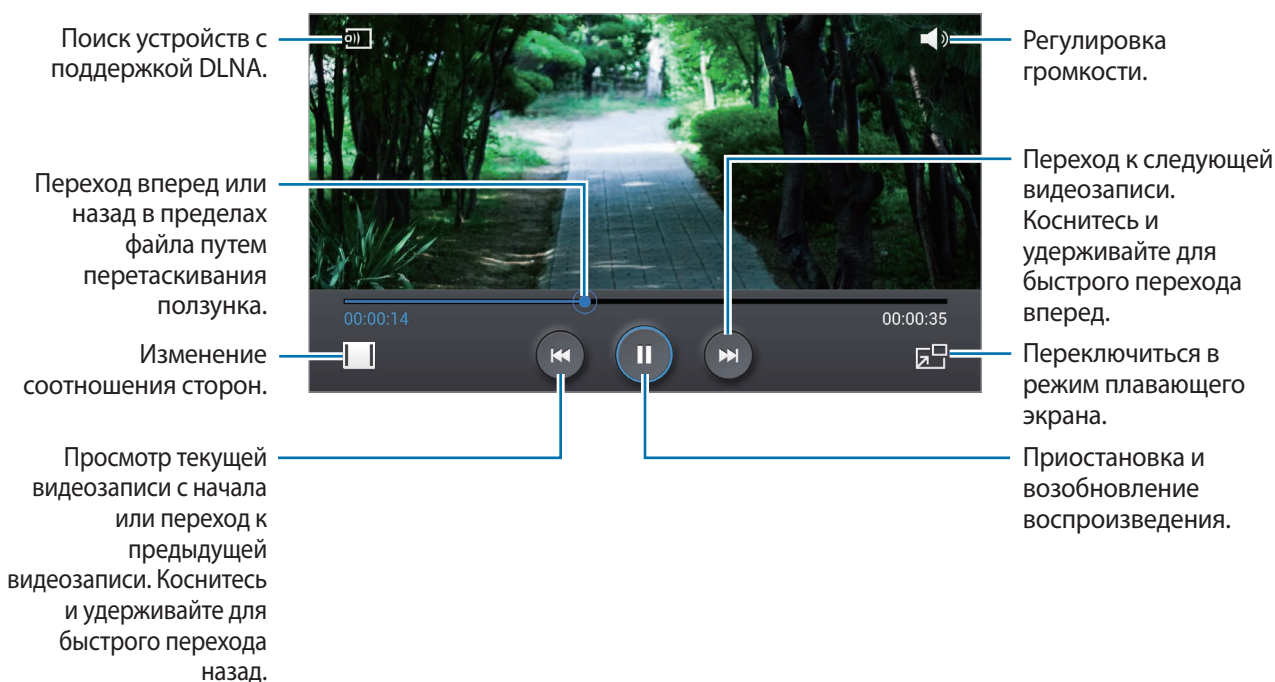 Поиск устройств с
поддержкой DLNA.
Переход вперед или
назад в пределах
файла путем
перетаскивания
ползунка.
Изменение
соотношения сторон.
Просмотр текущей
видеозаписи с начала
или переход к
предыдущей
видеозаписи. Коснитесь
и удерживайте для
быстрого перехода
назад.
00:00:14
00:00:35
Регулировка
громкости.
Переход к следующей
видеозаписи.
Коснитесь и
удерживайте для
быстрого перехода
вперед.
Переключиться в
режим плавающего
экрана.
Приостановка и
возобновление
воспроизведения.